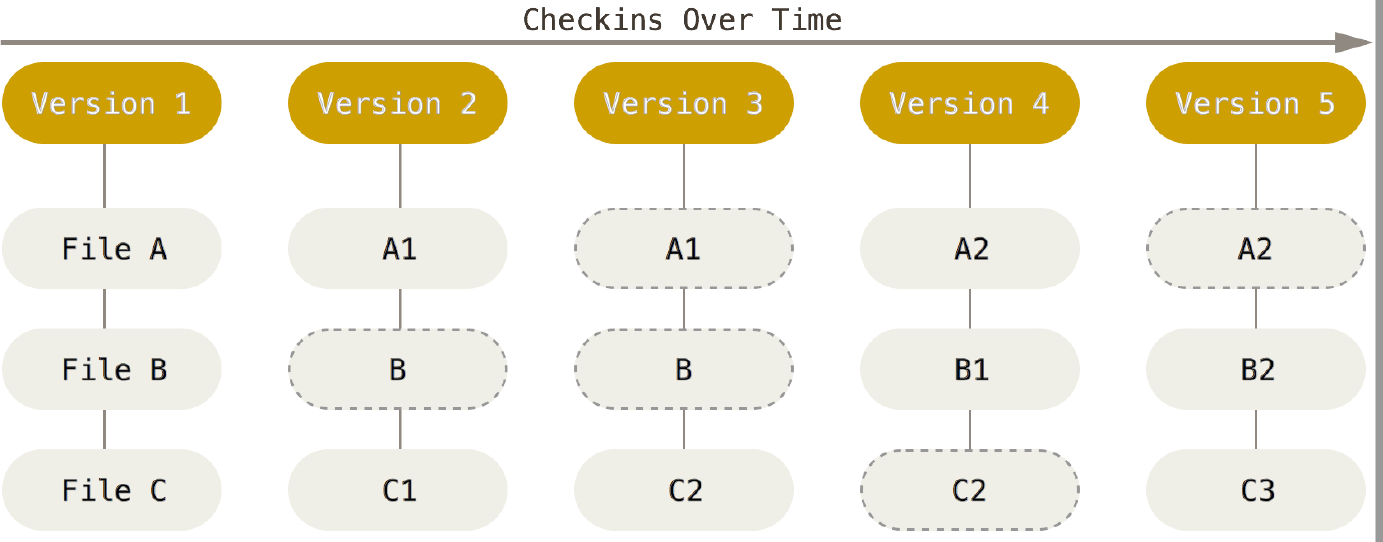 Checkins Over Time
Version 1 Version 2 Version 3 Version 4 Version 5
File A A1 A1 A2 A2
File B B B B1 B2
File C C1 C2 C2 C3